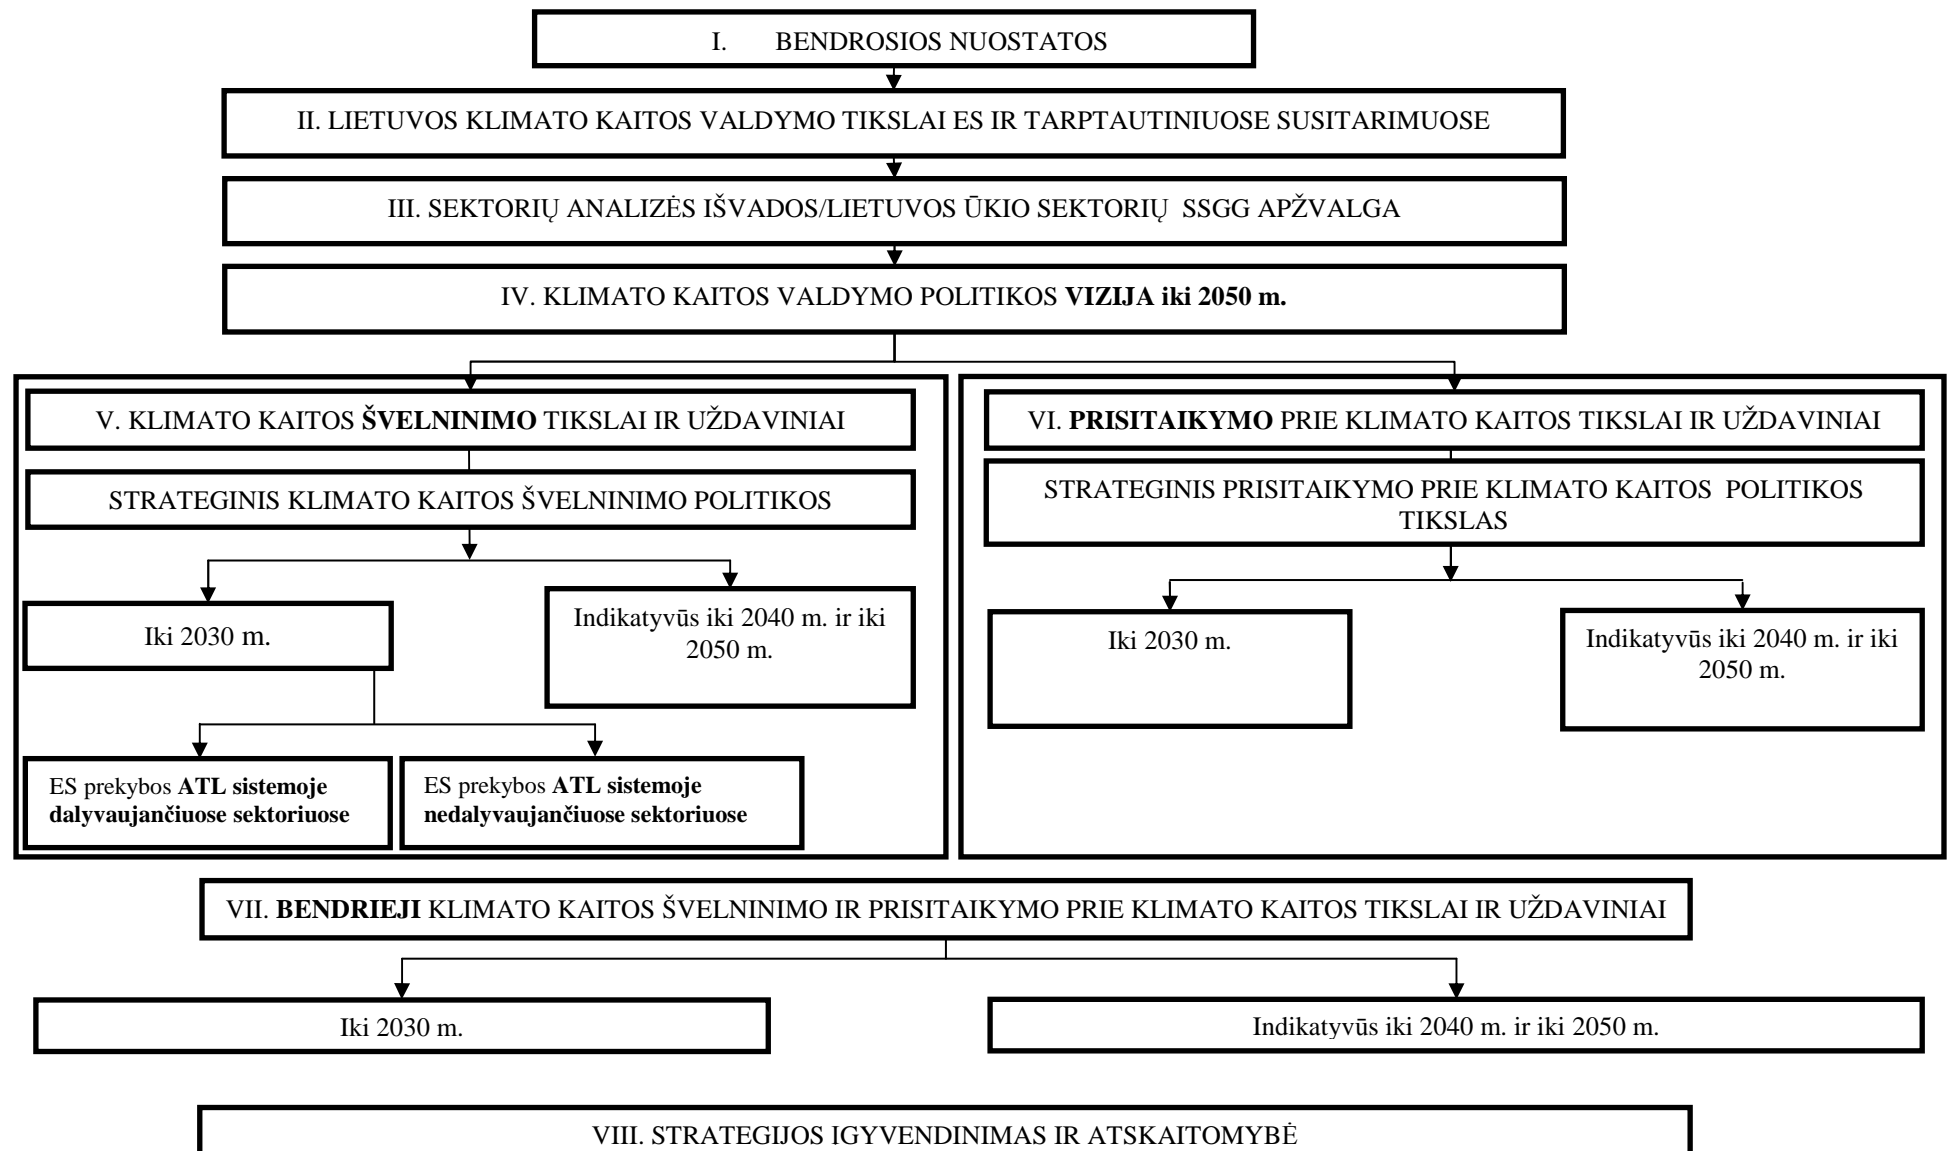 I. BENDROSIOS NUOSTATOS
II. LIETUVOS KLIMATO KAITOS VALDYMO TIKSLAI ES IR TARPTAUTINIUOSE SUSITARIMUOSE
III. SEKTORIŲ ANALIZĖS IŠVADOS/LIETUVOS ŪKIO SEKTORIŲ SSGG APŽVALGA
IV. KLIMATO KAITOS VALDYMO POLITIKOS VIZIJA iki 2050 m.
V. KLIMATO KAITOS ŠVELNINIMO TIKSLAI IR UŽDAVINIAI
STRATEGINIS KLIMATO KAITOS ŠVELNINIMO POLITIKOS
Iki 2030 m.
Indikatyvūs iki 2040 m. ir iki
2050 m.
ES prekybos ATL sistemoje
dalyvaujančiuose sektoriuose
ES prekybos ATL sistemoje
nedalyvaujančiuose sektoriuose
VI. PRISITAIKYMO PRIE KLIMATO KAITOS TIKSLAI IR UŽDAVINIAI
STRATEGINIS PRISITAIKYMO PRIE KLIMATO KAITOS POLITIKOS
TIKSLAS
Iki 2030 m.
Indikatyvūs iki 2040 m. ir iki
2050 m.
VII. BENDRIEJI KLIMATO KAITOS ŠVELNINIMO IR PRISITAIKYMO PRIE KLIMATO KAITOS TIKSLAI IR UŽDAVINIAI
Iki 2030 m.
Indikatyvūs iki 2040 m. ir iki 2050 m.
VIII. STRATEGIJOS ĮGYVENDINIMAS IR ATSKAITOMYBĖ